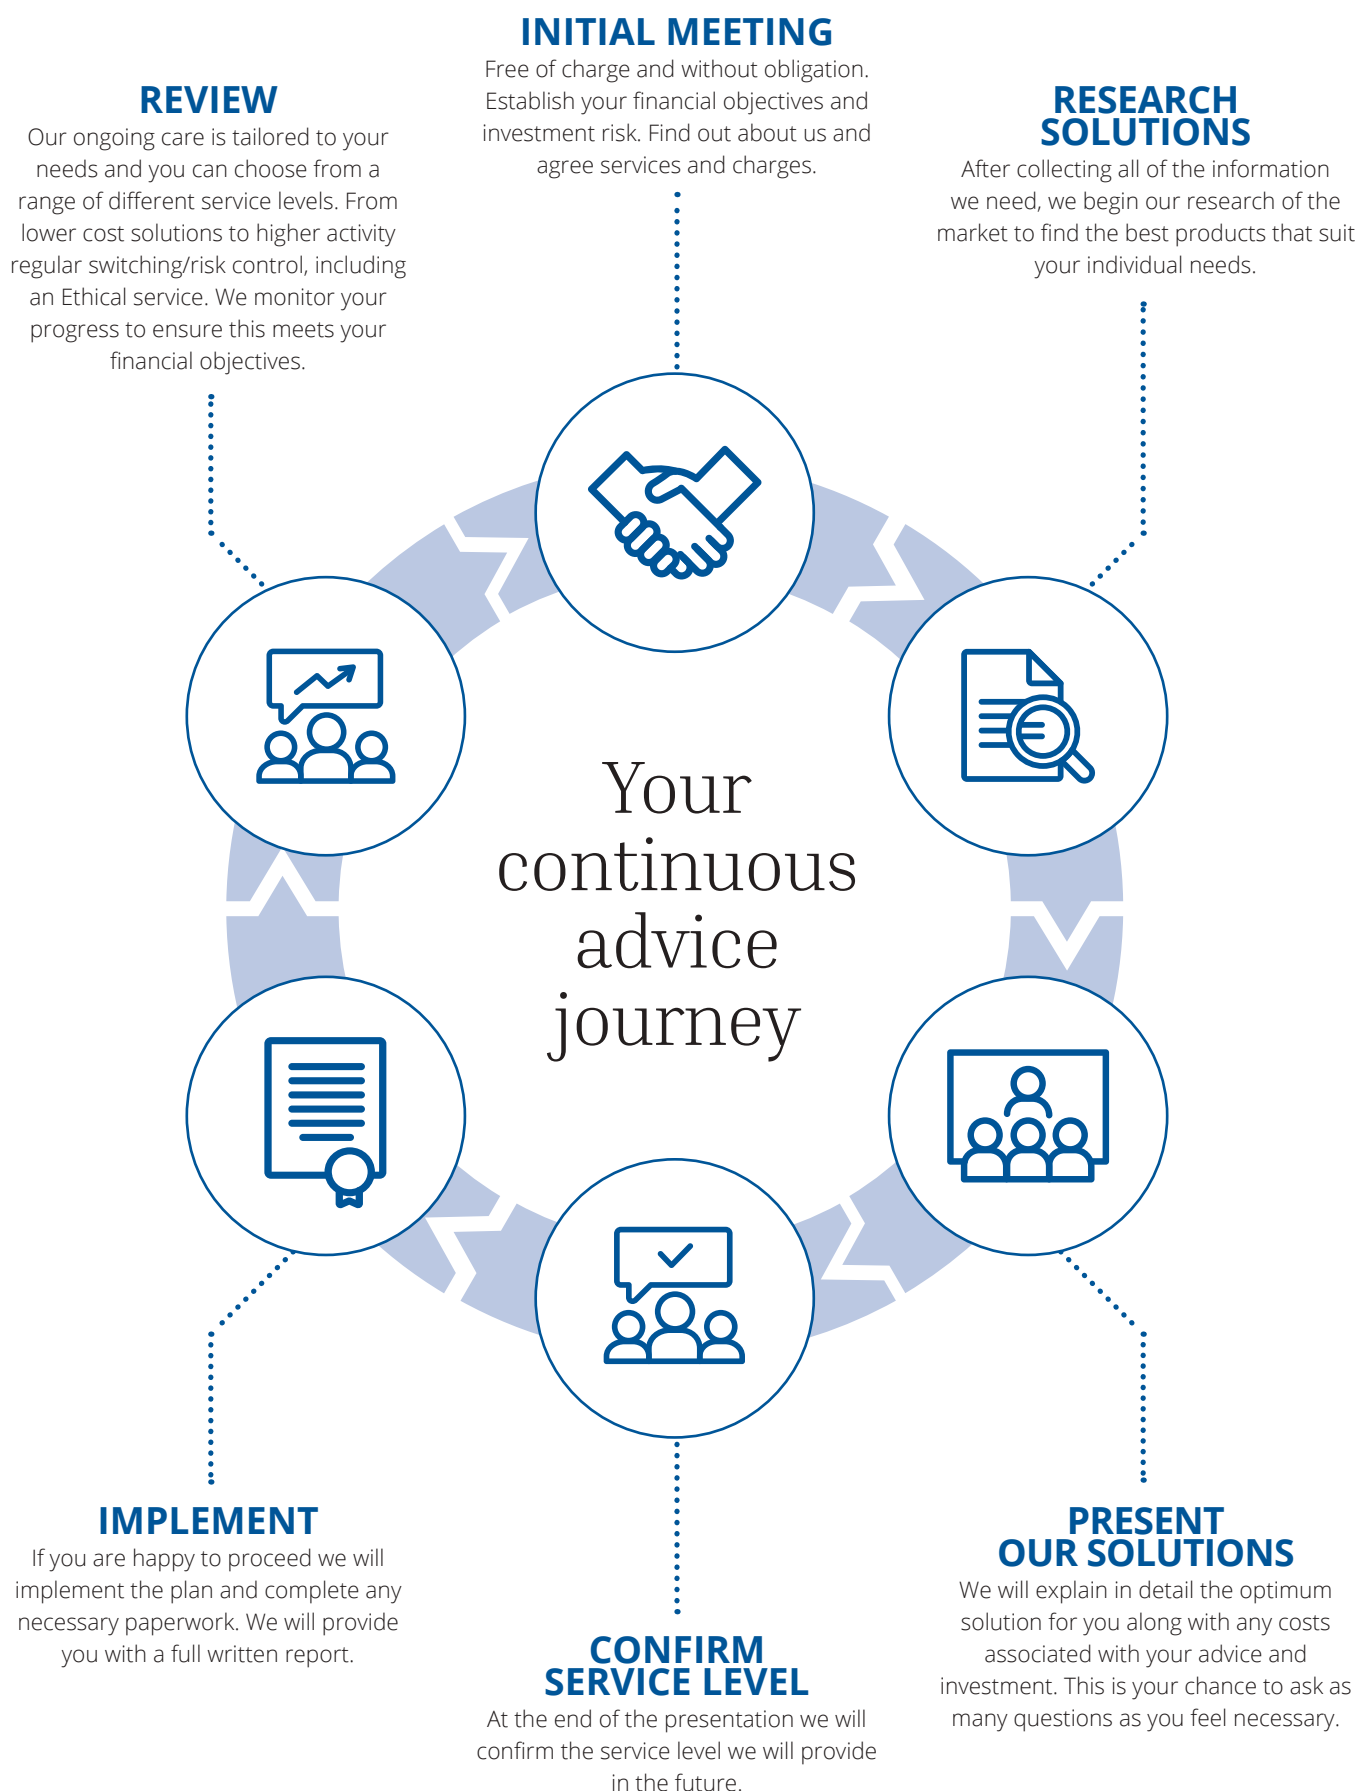 INITIAL MEETING
Free of charge and without obligation.
Establish your financial objectives and
investment risk. Find out about us and
agree services and charges.
RESEARCH
SOLUTIONS
After collecting all of the information
we need, we begin our research of the
market to find the best products that suit
your individual needs.
PRESENT
OUR SOLUTIONS
We will explain in detail the optimum
solution for you along with any costs
associated with your advice and
investment. This is your chance to ask as
many questions as you feel necessary.
CONFIRM
SERVICE LEVEL
At the end of the presentation we will
confirm the service level we will provide
in the future.
IMPLEMENT
If you are happy to proceed we will
implement the plan and complete any
necessary paperwork. We will provide
you with a full written report.
REVIEW
Our ongoing care is tailored to your
needs and you can choose from a
range of different service levels. From
lower cost solutions to higher activity
regular switching/risk control, including
an Ethical service. We monitor your
progress to ensure this meets your
financial objectives.
Your
continuous
advice
journey